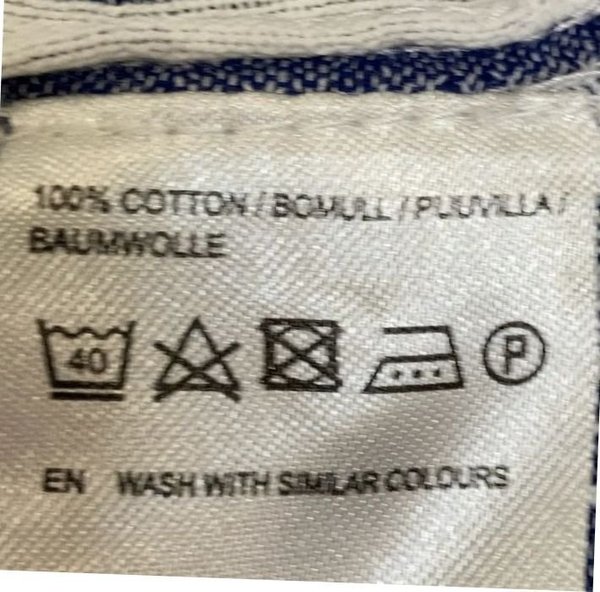 100% COTTON / BOMULL / PUUVILLA /
BAUMWOLLE
40 P
EN WASH WITH SIMILAR COLOURS